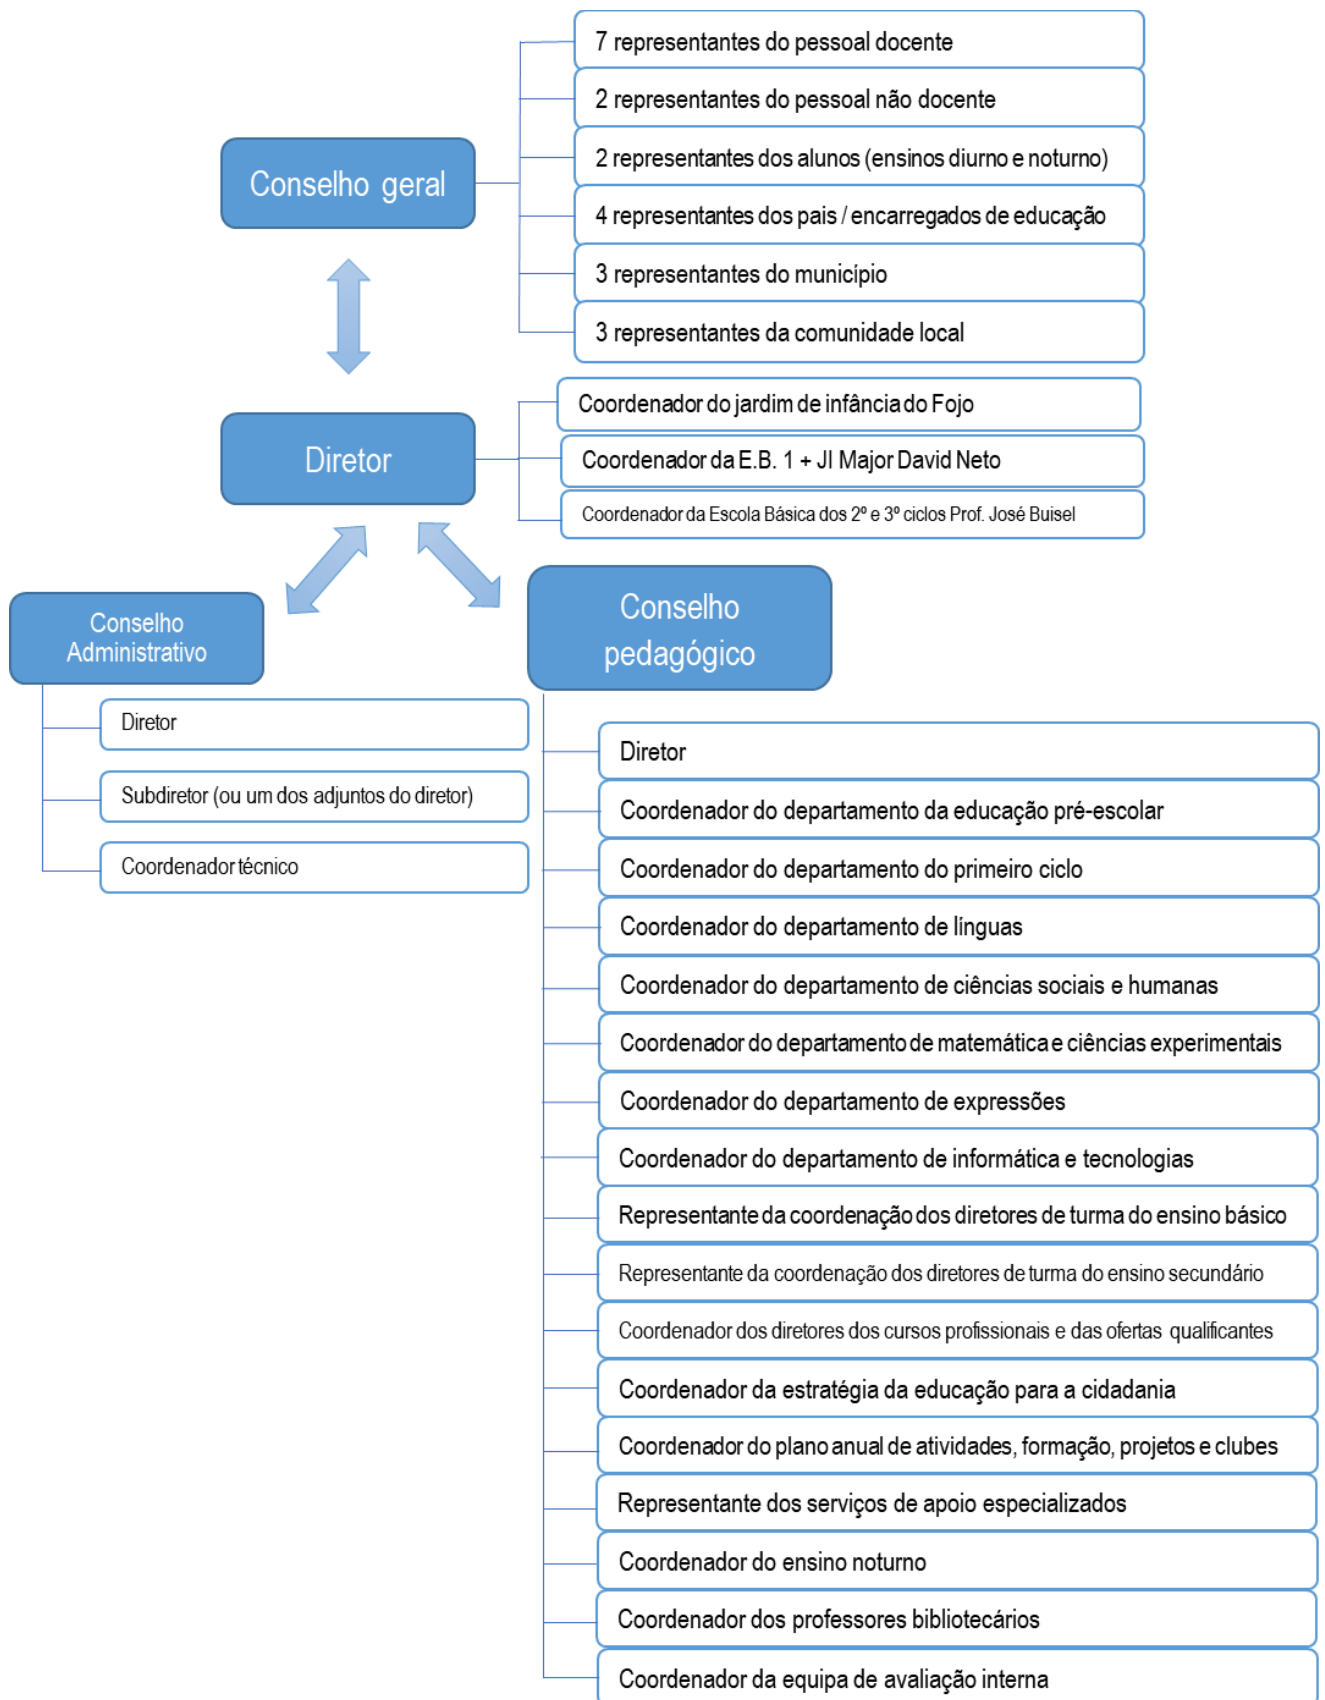 7 representantes do pessoal docente
2 representantes do pessoal não docente
2 representantes dos alunos (ensinos diurno e noturno)
Conselho geral
4 representantes dos pais / encarregados de educação
3 representantes do município
3 representantes da comunidade local
Coordenador do jardim de infância do Fojo
Diretor
Coordenador da E.B. 1 + JI Major David Neto
Coordenador da Escola Básica dos 2º e 3º ciclos Prof. José Buisel
Conselho
Administrativo
Diretor
Subdiretor (ou um dos adjuntos do diretor)
Coordenador técnico
Conselho
pedagógico
Diretor
Coordenador do departamento da educação pré-escolar
Coordenador do departamento do primeiro ciclo
Coordenador do departamento de línguas
Coordenador do departamento de ciências sociais e humanas
Coordenador do departamento de matemática e ciências experimentais
Coordenador do departamento de expressões
Coordenador do departamento de informática e tecnologias
Representante da coordenação dos diretores de turma do ensino básico
Representante da coordenação dos diretores de turma do ensino secundário
Coordenador dos diretores dos cursos profissionais e das ofertas qualificantes
Coordenador da estratégia da educação para a cidadania
Coordenador do plano anual de atividades, formação, projetos e clubes
Representante dos serviços de apoio especializados
Coordenador do ensino noturno
Coordenador dos professores bibliotecários
Coordenador da equipa de avaliação interna